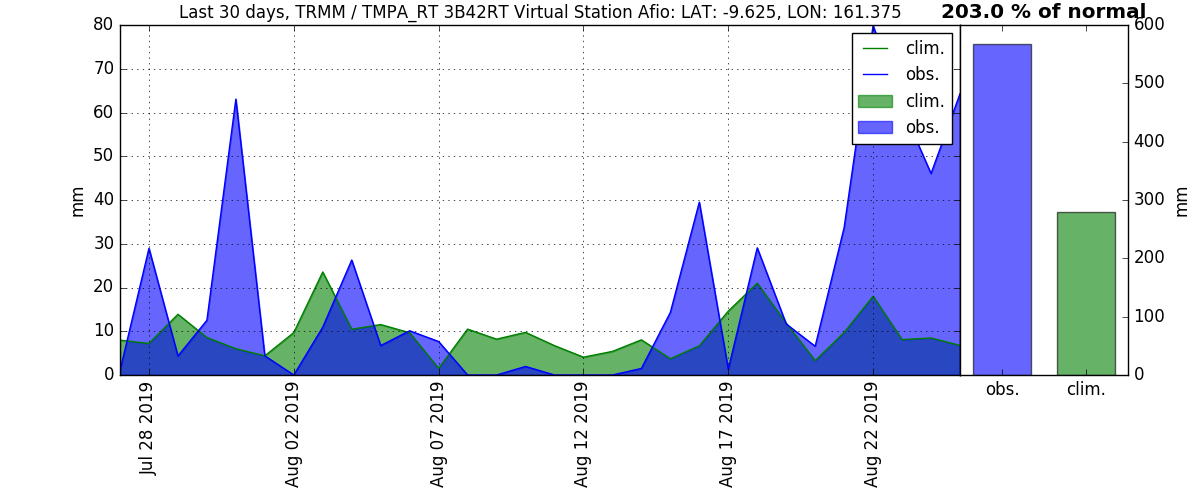 Last 30 days, TRMM / TMPA_RT 3B42RT Virtual Station Afio: LAT: -9.625, LON: 161.375
203.0 % of normal
80
70
60
50
40
30
20
10
0
mm
clim.
obs.
clim.
obs.
Jul 28 2019
Aug 02 2019
Aug 07 2019
Aug 12 2019
Aug 17 2019
Aug 22 2019
600
500
400
300
200
100
0
mm
obs.
clim.